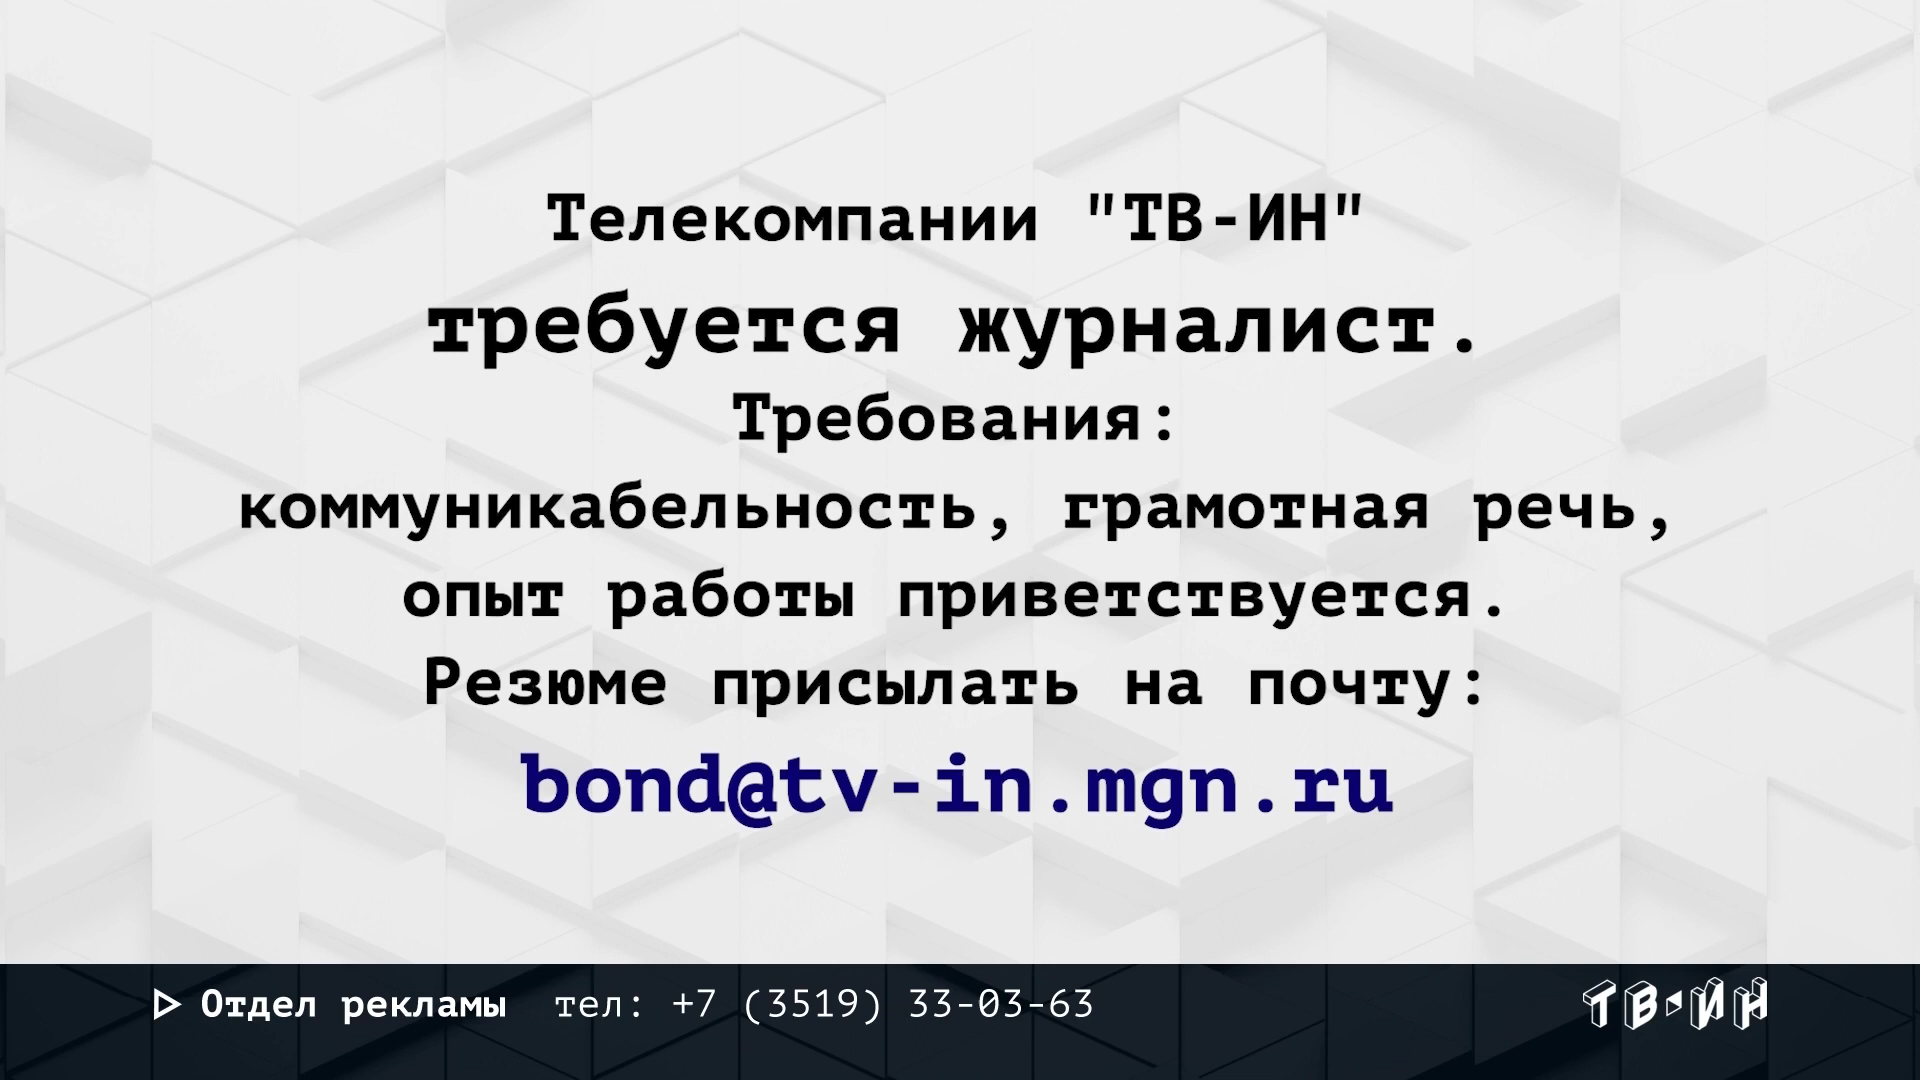 Телекомпании "ТВ-ИН"
требуется журналист.
Требования:
коммуникабельность, грамотная речь,
опыт работы приветствуется.
Резюме присылать на почту:
bond@tv-in.mgn.ru
Отдел рекламы тел: +7 (3519) 33-03-63
ТВ-ИН